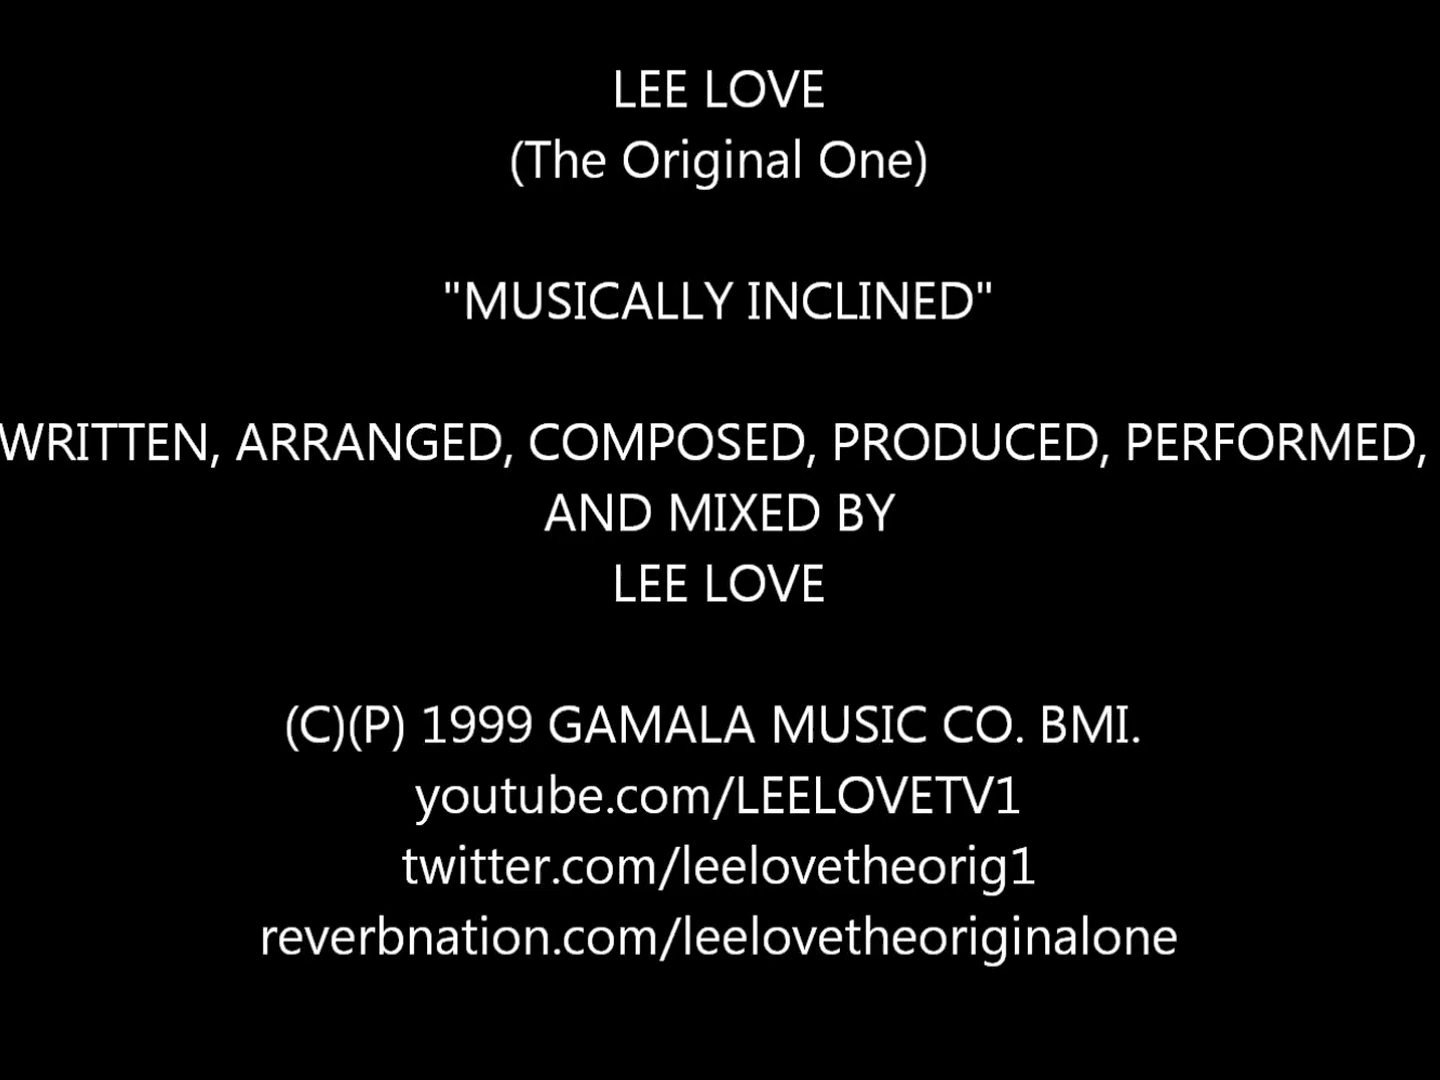 LEE LOVE
(The Original One)
"MUSICALLY INCLINED"
WRITTEN, ARRANGED, COMPOSED, PRODUCED, PERFORMED,
AND MIXED BY
LEE LOVE
(C)(P) 1999 GAMALA MUSIC CO. BMI.
youtube.com/LEELOVETV1
twitter.com/leelovetheorig1
reverbnation.com/leelovetheoriginalone